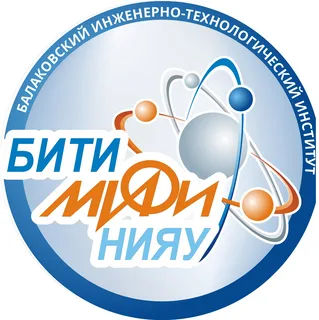 БАЛАКОВСКИЙ ИНЖЕНЕРНО-ТЕХНОЛОГИЧЕСКИЙ ИНСТИТУТ
БИТИ
МИФИ
НИЯУ